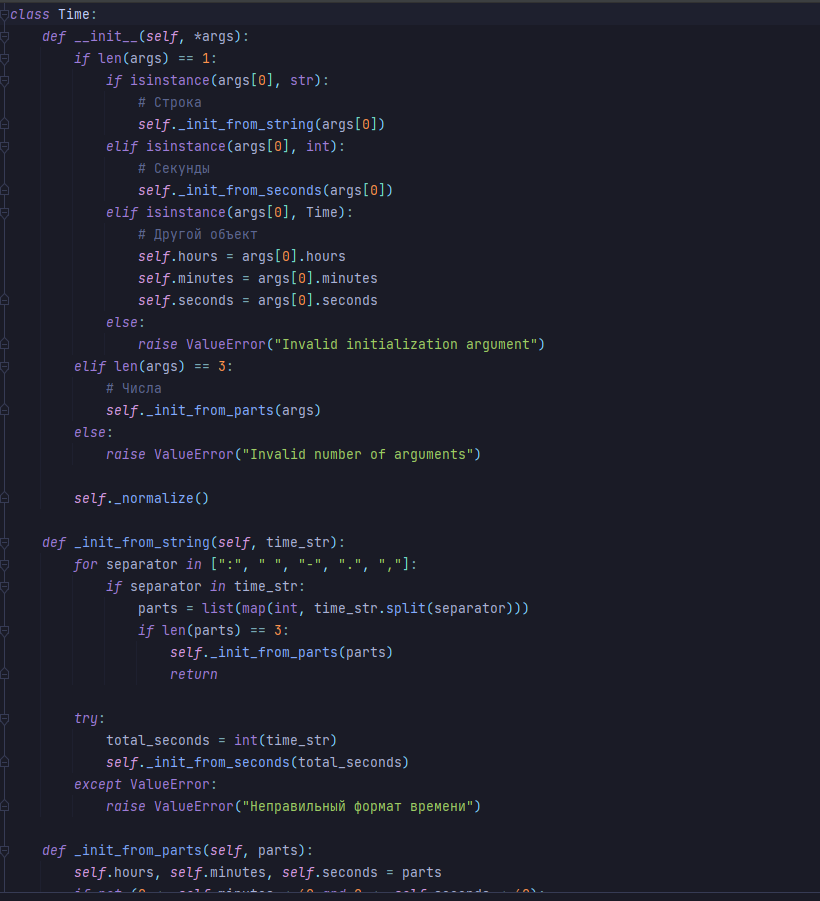 class Time:
    def __init__(self, *args):
        if len(args) == 1:
            if isinstance(args[0], str):
                # Строка
                self._init_from_string(args[0])
            elif isinstance(args[0], int):
                # Секунды
                self._init_from_seconds(args[0])
            elif isinstance(args[0], Time):
                # Другой объект
                self.hours = args[0].hours
                self.minutes = args[0].minutes
                self.seconds = args[0].seconds
            else:
                raise ValueError("Invalid initialization argument")
        elif len(args) == 3:
            # Числа
            self._init_from_parts(args)
        else:
            raise ValueError("Invalid number of arguments")

        self._normalize()

    def _init_from_string(self, time_str):
        for separator in [":", " ", "-", ".", ","]:
            if separator in time_str:
                parts = list(map(int, time_str.split(separator)))
                if len(parts) == 3:
                    self._init_from_parts(parts)
                    return

        try:
            total_seconds = int(time_str)
            self._init_from_seconds(total_seconds)
        except ValueError:
            raise ValueError("Неправильный формат времени")

    def _init_from_parts(self, parts):
        self.hours, self.minutes, self.seconds = parts